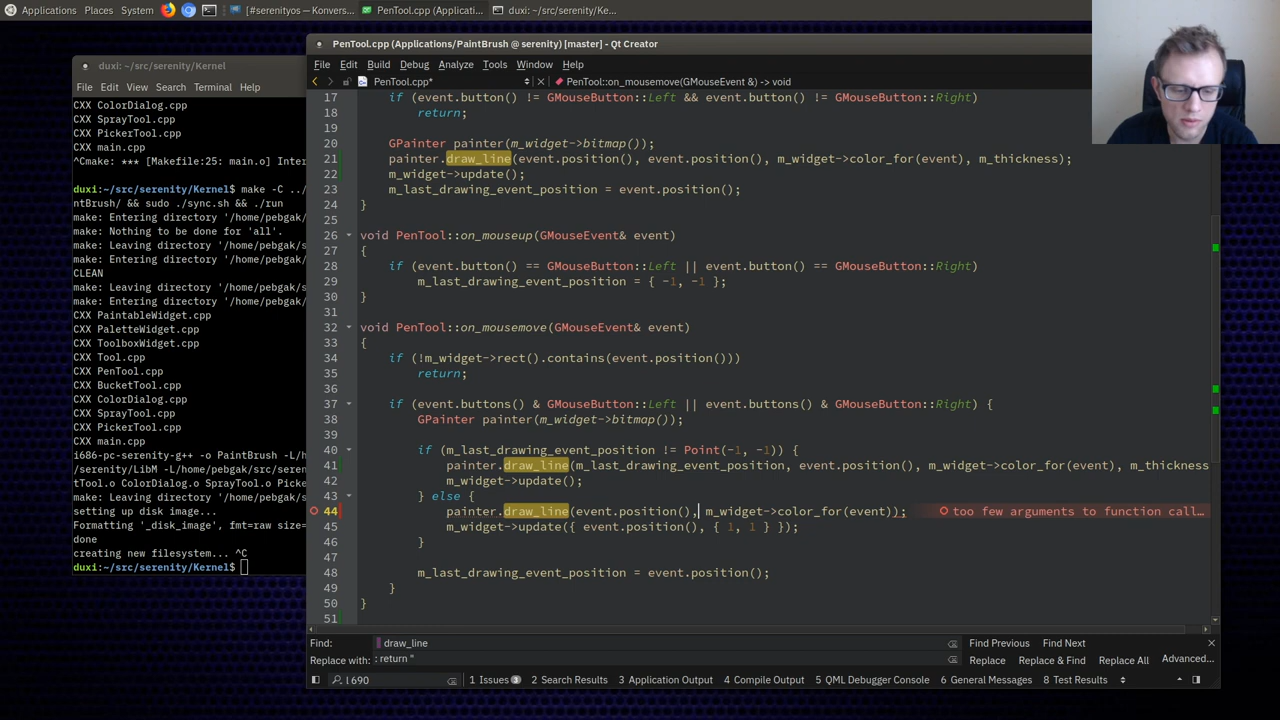 Applications Places System [#serenityos – Konvers... PenTool.cpp (Applicati... duxi: ~/src/serenity/Ke...
duxi: ~/src/serenity/Kernel
File Edit View Search Terminal Help
CXX ColorDialog.cpp
CXX SprayTool.cpp
CXX PickerTool.cpp
CXX main.cpp
^Cmake: *** [Makefile:25: main.o] Inter
duxi:~/src/serenity/Kernel$ make -C ../
ntBrush/ && sudo ./sync.sh && ./run
make: Entering directory '/home/pebgak/s
make: Nothing to be done for 'all'.
make: Leaving directory '/home/pebgak/s
make: Entering directory '/home/pebgak/s
CLEAN
make: Leaving directory '/home/pebgak/s
make: Entering directory '/home/pebgak/s
CXX PaintableWidget.cpp
CXX PaletteWidget.cpp
CXX ToolboxWidget.cpp
CXX Tool.cpp
CXX PenTool.cpp
CXX BucketTool.cpp
CXX ColorDialog.cpp
CXX SprayTool.cpp
CXX PickerTool.cpp
CXX main.cpp
i686-pc-serenity-g++ -o PaintBrush -L/h
/serenity/LibM -L/home/pebgak/src/seren
tTool.o ColorDialog.o SprayTool.o Picke
make: Leaving directory '/home/pebgak/s
setting up disk image...
Formatting '_disk_image', fmt=raw size=
done
creating new filesystem... ^C
duxi:~/src/serenity/Kernel$
PenTool.cpp (Applications/PaintBrush @ serenity) [master] - Qt Creator
File Edit Build Debug Analyze Tools Window Help
PenTool.cpp* PenTool::on_mousemove(GMouseEvent &) -> void
17 if (event.button() != GMouseButton::Left && event.button() != GMouseButton::Right)
18 return;
19
20 GPainter painter(m_widget->bitmap());
21 painter.draw_line(event.position(), event.position(), m_widget->color_for(event), m_thickness);
22 m_widget->update();
23 m_last_drawing_event_position = event.position();
24 }
25
26 void PenTool::on_mouseup(GMouseEvent& event)
27 {
28 if (event.button() == GMouseButton::Left || event.button() == GMouseButton::Right)
29 m_last_drawing_event_position = { -1, -1 };
30 }
31
32 void PenTool::on_mousemove(GMouseEvent& event)
33 {
34 if (!m_widget->rect().contains(event.position()))
35 return;
36
37 if (event.buttons() & GMouseButton::Left || event.buttons() & GMouseButton::Right) {
38 GPainter painter(m_widget->bitmap());
39
40 if (m_last_drawing_event_position != Point(-1, -1)) {
41 painter.draw_line(m_last_drawing_event_position, event.position(), m_widget->color_for(event), m_thickness
42 m_widget->update();
43 } else {
44 painter.draw_line(event.position(), m_widget->color_for(event)); too few arguments to function call...
45 m_widget->update({ event.position(), { 1, 1 } });
46 }
47
48 m_last_drawing_event_position = event.position();
49 }
50 }
51
Find: draw_line Find Previous Find Next
Replace with: : return " Replace Replace & Find Replace All Advanced...
l 690 1 Issues 3 2 Search Results 3 Application Output 4 Compile Output 5 QML Debugger Console 6 General Messages 8 Test Results